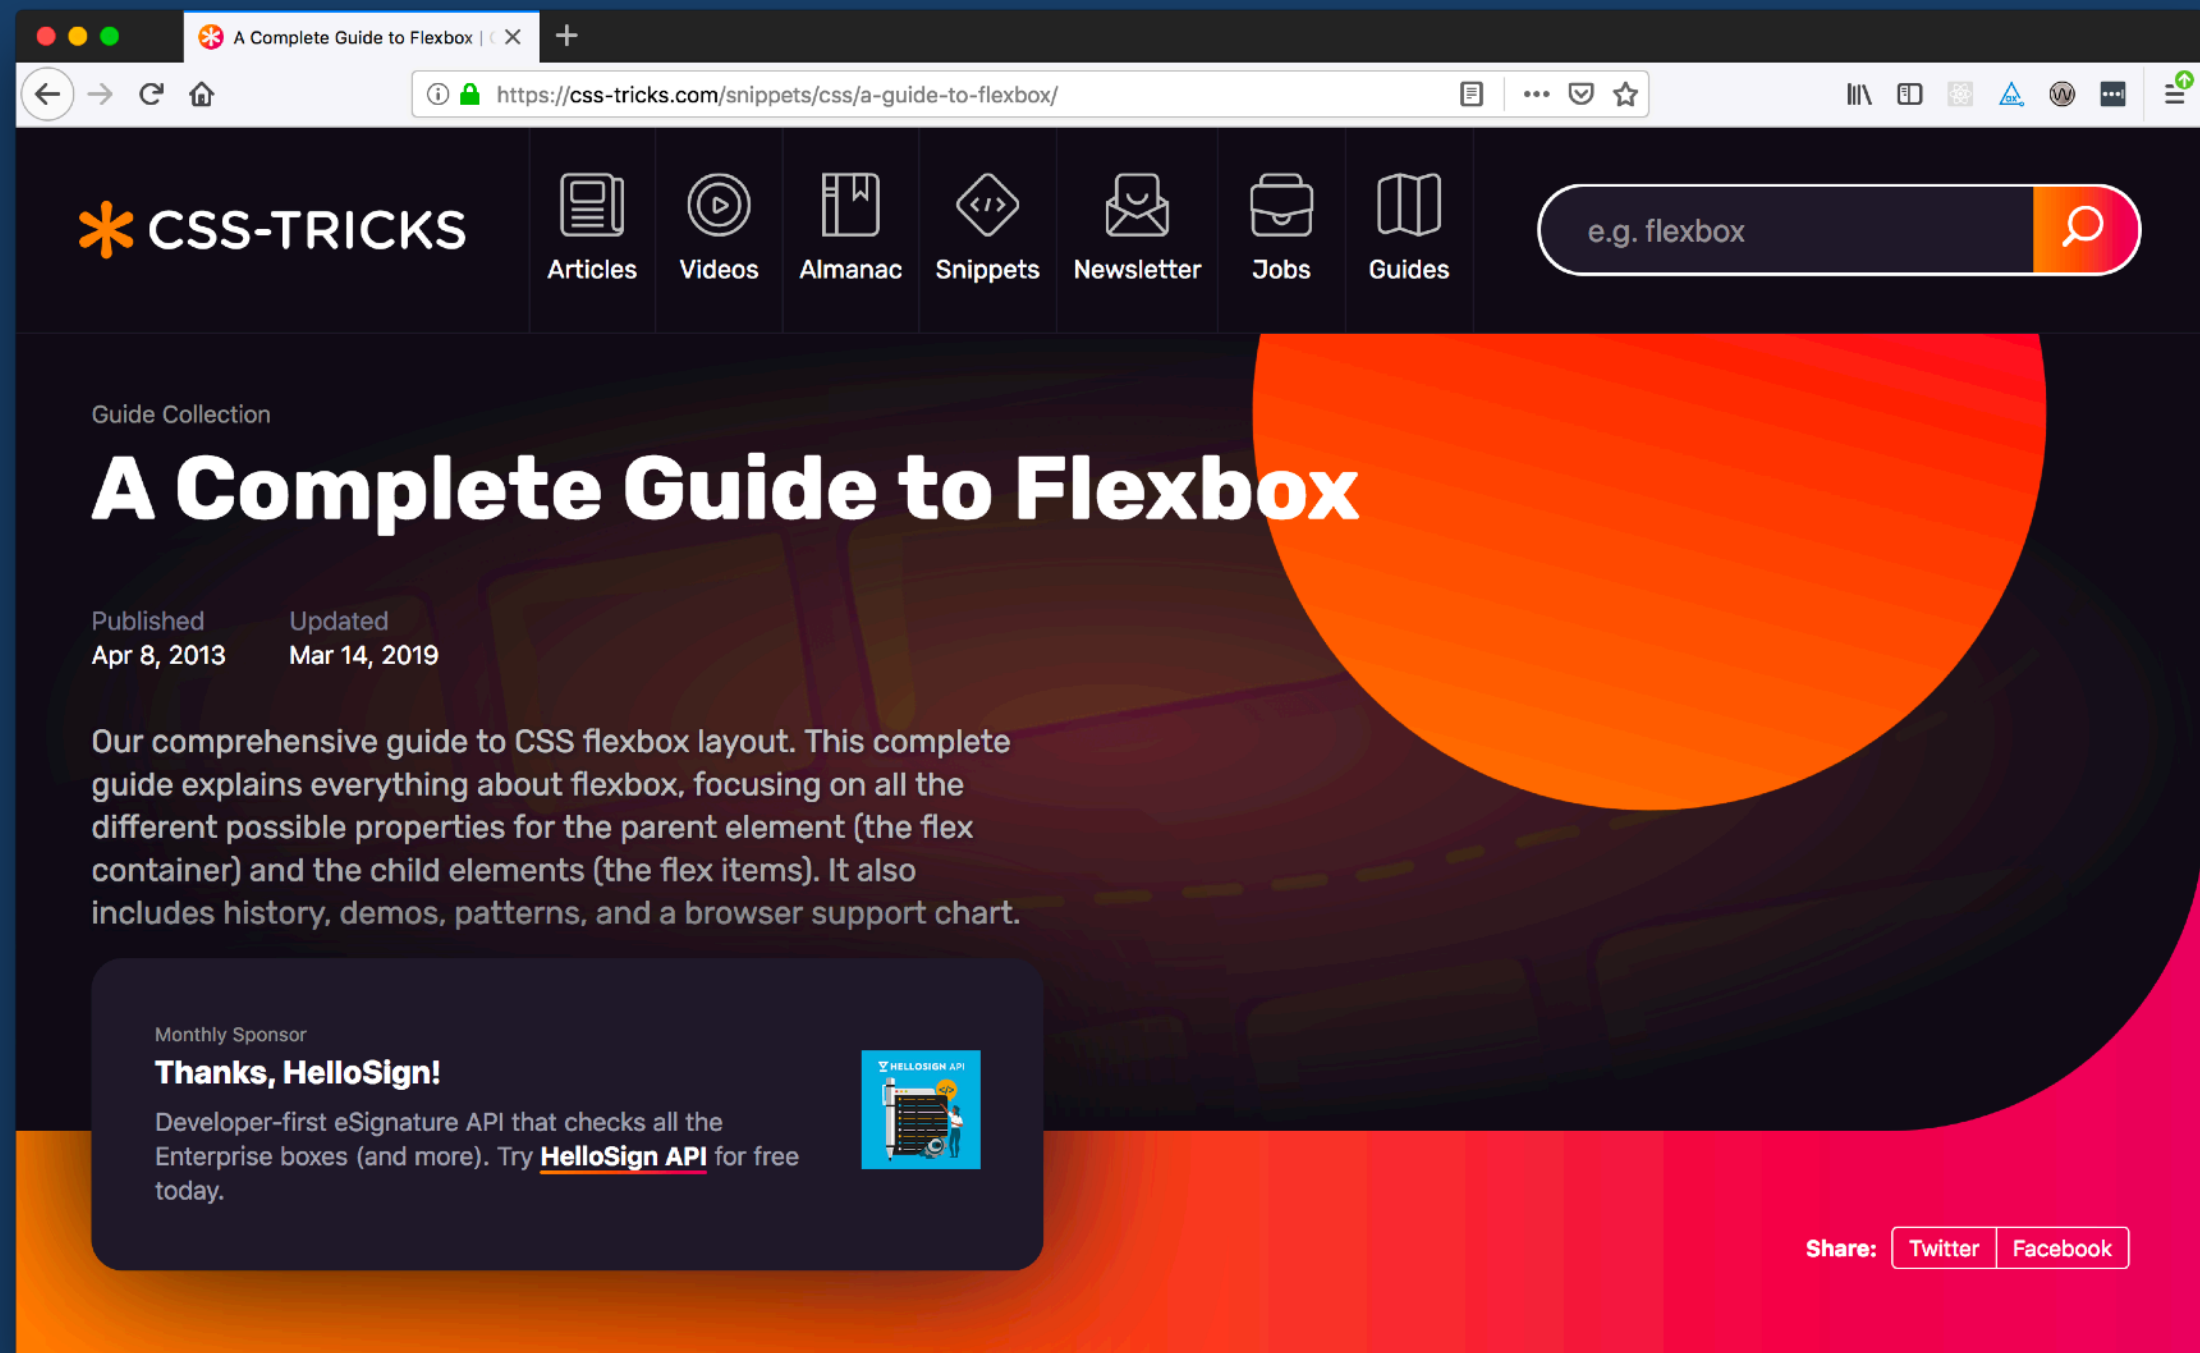 A Complete Guide to Flexbox |
https://css-tricks.com/snippets/css/a-guide-to-flexbox/
CSS-TRICKS
Articles
Videos
Almanac
Snippets
Newsletter
Jobs
Guides
e.g. flexbox
Guide Collection
A Complete Guide to Flexbox
Published Updated
Apr 8, 2013 Mar 14, 2019
Our comprehensive guide to CSS flexbox layout. This complete
guide explains everything about flexbox, focusing on all the
different possible properties for the parent element (the flex
container) and the child elements (the flex items). It also
includes history, demos, patterns, and a browser support chart.
Monthly Sponsor
Thanks, HelloSign!
Developer-first eSignature API that checks all the
Enterprise boxes (and more). Try HelloSign API for free
today.
HELLOSIGN API
Share: Twitter Facebook